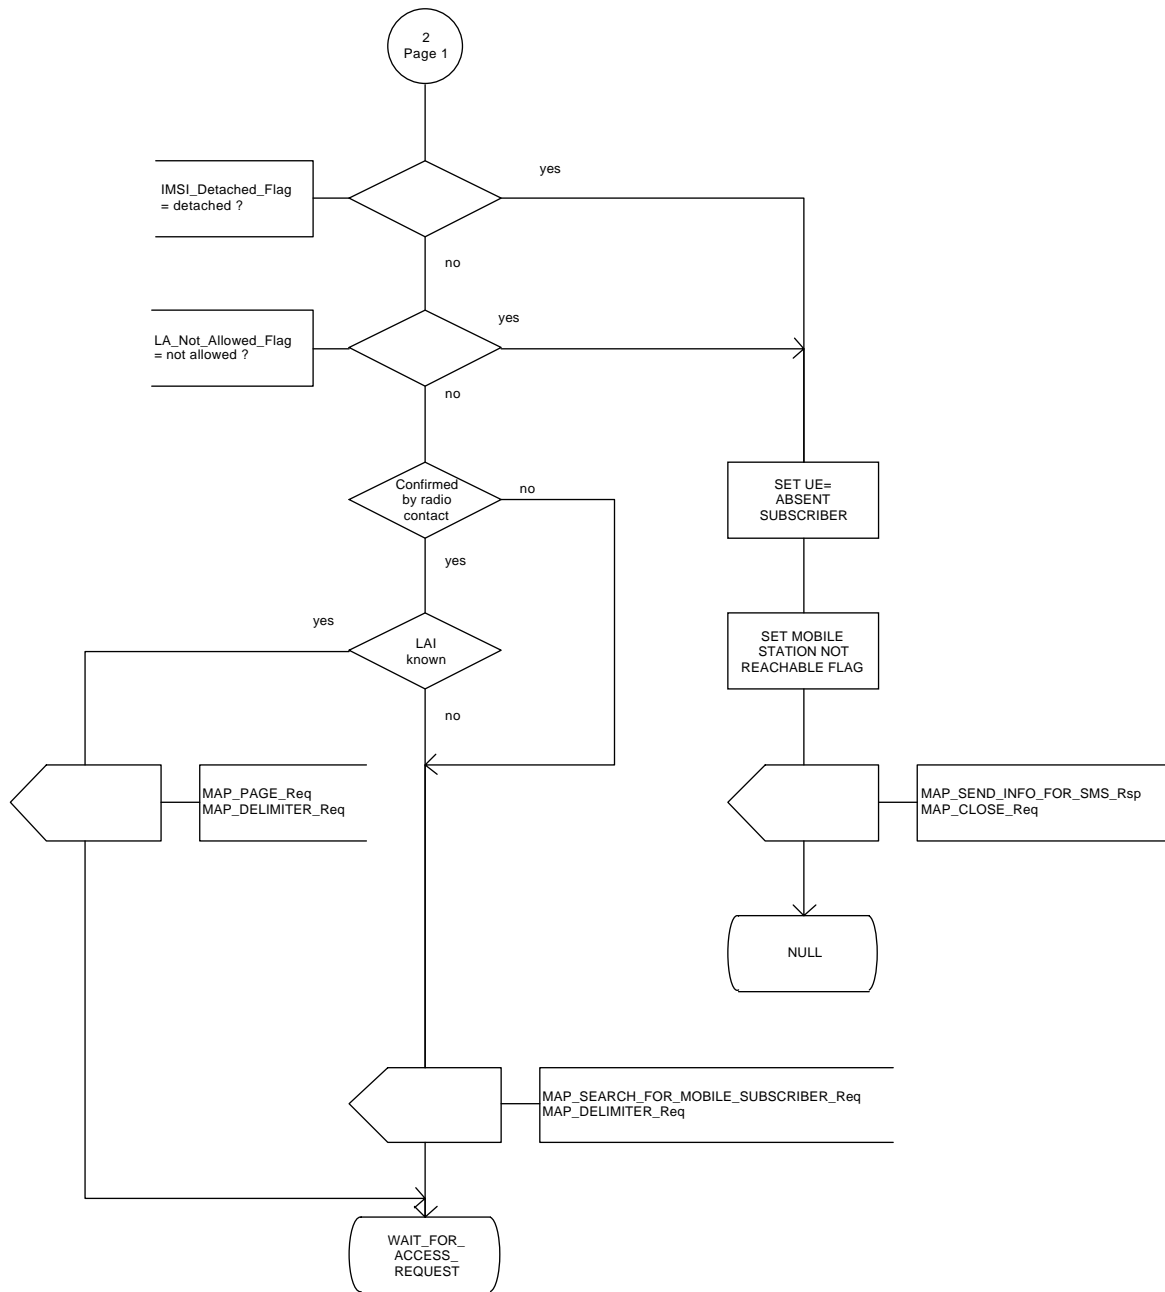 2
Page 1
yes
IMSI_Detached_Flag
= detached ?
no
yes
LA_Not_Allowed_Flag
= not allowed ?
no
Confirmed
by radio
contact
no
SET UE=
ABSENT
SUBSCRIBER
yes
yes
LAI
known
SET MOBILE
STATION NOT
REACHABLE FLAG
no
MAP_PAGE_Req
MAP_DELIMITER_Req
MAP_SEND_INFO_FOR_SMS_Rsp
MAP_CLOSE_Req
NULL
MAP_SEARCH_FOR_MOBILE_SUBSCRIBER_Req
MAP_DELIMITER_Req
WAIT_FOR_
ACCESS_
REQUEST